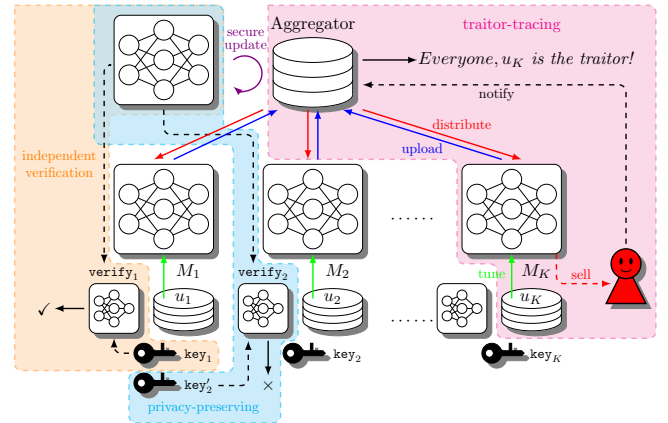 Aggregator
traitor-tracing
secure
update
Everyone, u_K is the traitor!
notify
distribute
upload
independent
verification
......
verify_1
M_1
verify_2
M_2
M_K
tune
sell
u_1
u_2
u_K
✓
......
key_1
key_2
key_K
key'_2
×
privacy-preserving